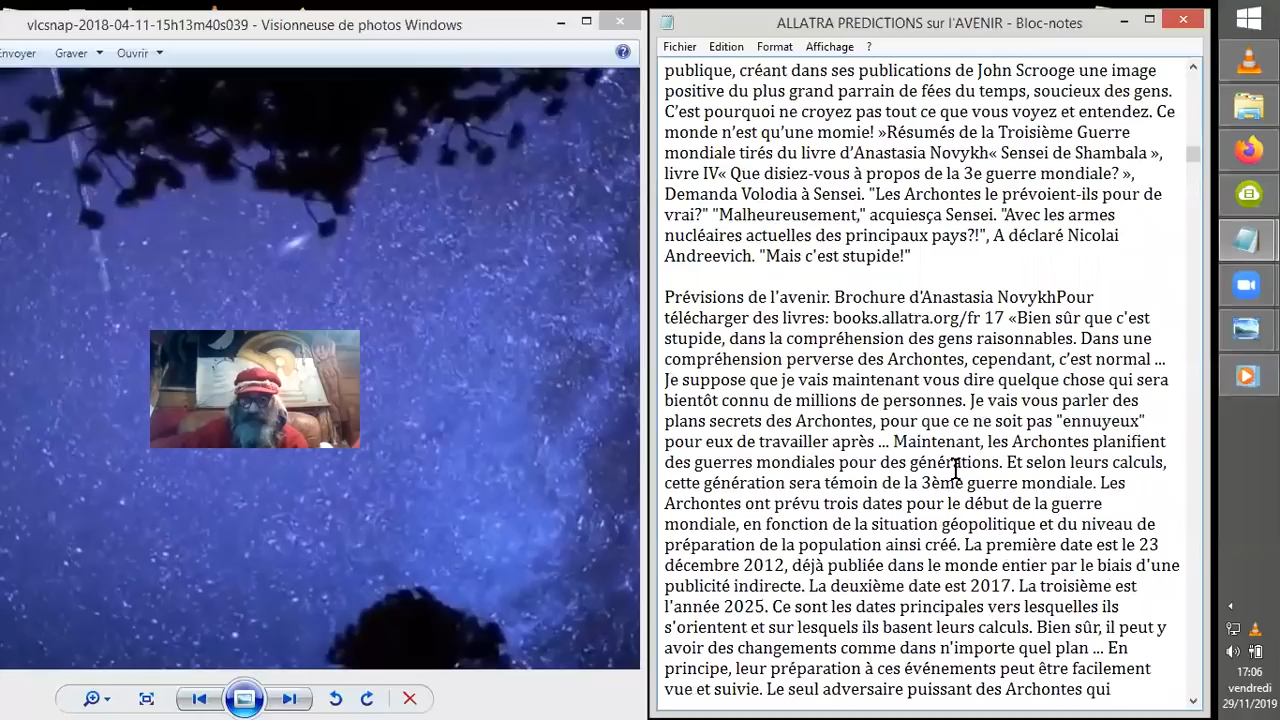 vlcsnap-2018-04-11-15h13m40s039 - Visionneuse de photos Windows
Envoyer Graver Ouvrir
ALLATRA PREDICTIONS sur l'AVENIR - Bloc-notes
Fichier Edition Format Affichage ?
publique, créant dans ses publications de John Scrooge une image
positive du plus grand parrain de fées du temps, soucieux des gens.
C’est pourquoi ne croyez pas tout ce que vous voyez et entendez. Ce
monde n’est qu’une momie! »Résumés de la Troisième Guerre
mondiale tirés du livre d’Anastasia Novykh« Sensei de Shambala »,
livre IV« Que disiez-vous à propos de la 3e guerre mondiale? »,
Demanda Volodia à Sensei. "Les Archontes le prévoient-ils pour de
vrai?" "Malheureusement," acquiesça Sensei. "Avec les armes
nucléaires actuelles des principaux pays?!", A déclaré Nicolai
Andreevich. "Mais c'est stupide!"
Prévisions de l’avenir. Brochure d'Anastasia NovykhPour
télécharger des livres: books.allatra.org/fr 17 «Bien sûr que c'est
stupide, dans la compréhension des gens raisonnables. Dans une
compréhension perverse des Archontes, cependant, c’est normal ...
Je suppose que je vais maintenant vous dire quelque chose qui sera
bientôt connu de millions de personnes. Je vais vous parler des
plans secrets des Archontes, pour que ce ne soit pas "ennuyeux"
pour eux de travailler après ... Maintenant, les Archontes planifient
des guerres mondiales pour des générations. Et selon leurs calculs,
cette génération sera témoin de la 3ème guerre mondiale. Les
Archontes ont prévu trois dates pour le début de la guerre
mondiale, en fonction de la situation géopolitique et du niveau de
préparation de la population ainsi créé. La première date est le 23
décembre 2012, déjà publiée dans le monde entier par le biais d'une
publicité indirecte. La deuxième date est 2017. La troisième est
l'année 2025. Ce sont les dates principales vers lesquelles ils
s'orientent et sur lesquels ils basent leurs calculs. Bien sûr, il peut y
avoir des changements comme dans n'importe quel plan ... En
principe, leur préparation à ces événements peut être facilement
vue et suivie. Le seul adversaire puissant des Archontes qui
17:06
vendredi
29/11/2019